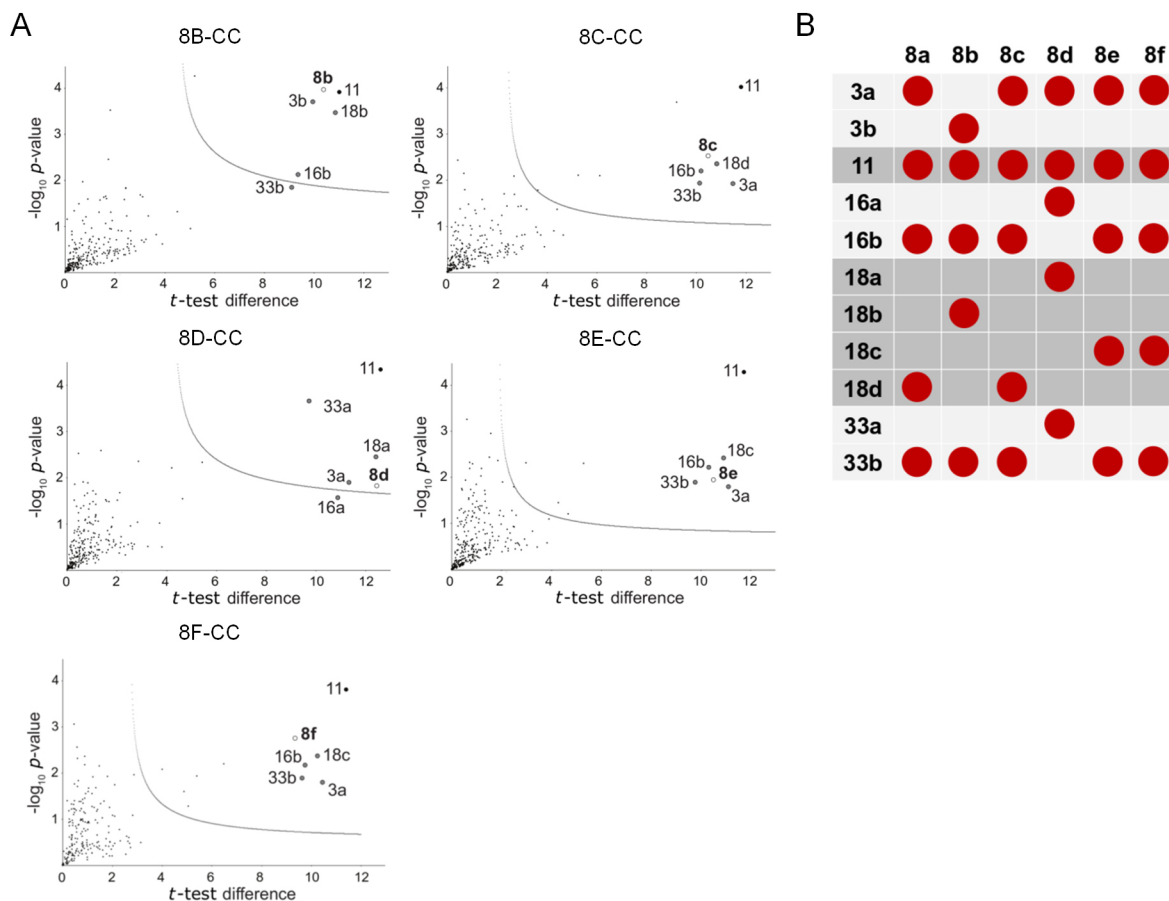 A
B
8B-CC
8C-CC
-log10 p-value
4
3
2
1
0
2
4
6
8
10
12
t-test difference
8b
11
3b
18b
16b
33b
-log10 p-value
4
3
2
1
0
2
4
6
8
10
12
t-test difference
11
8c
16b
18d
33b
3a
8D-CC
8E-CC
-log10 p-value
4
3
2
1
0
2
4
6
8
10
12
t-test difference
11
33a
18a
3a
8d
16a
-log10 p-value
4
3
2
1
0
2
4
6
8
10
12
t-test difference
11
18c
16b
8e
33b
3a
8F-CC
-log10 p-value
4
3
2
1
0
2
4
6
8
10
12
t-test difference
11
8f
16b
18c
33b
3a
8a 8b 8c 8d 8e 8f
3a
3b
11
16a
16b
18a
18b
18c
18d
33a
33b